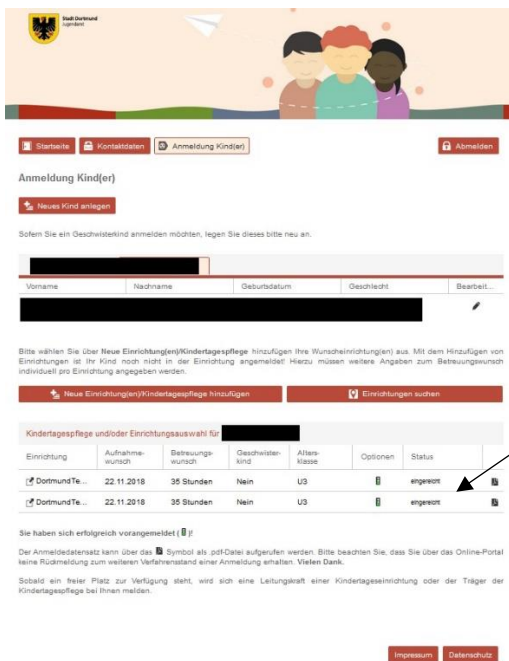 Stadt Dortmund
Jugendamt
Startseite Kontaktdaten Anmeldung Kind(er) Abmelden
Anmeldung Kind(er)
Neues Kind anlegen
Sofern Sie ein Geschwisterkind anmelden möchten, legen Sie dieses bitte neu an.
Vorname Nachname Geburtsdatum Geschlecht Bearbeit...
Bitte wählen Sie über Neue Einrichtung(en)/Kindertagespflege hinzufügen Ihre Wunscheinrichtung(en) aus. Mit dem Hinzufügen von
Einrichtungen ist Ihr Kind noch nicht in der Einrichtung angemeldet! Hierzu müssen weitere Angaben zum Betreuungswunsch
individuell pro Einrichtung angegeben werden.
Neue Einrichtung(en)/Kindertagespflege hinzufügen Einrichtungen suchen
Kindertagespflege und/oder Einrichtungsauswahl für
Einrichtung Aufnahme-wunsch Betreuungs-wunsch Geschwister-kind Alters-klasse Optionen Status
DortmundTe... 22.11.2018 35 Stunden Nein U3 eingereicht
DortmundTe... 22.11.2018 35 Stunden Nein U3 eingereicht
Sie haben sich erfolgreich vorangemeldet ( )!
Der Anmeldedatensatz kann über das Symbol als .pdf-Datei aufgerufen werden. Bitte beachten Sie, dass Sie über das Online-Portal
keine Rückmeldung zum weiteren Verfahrensstand einer Anmeldung erhalten. Vielen Dank.
Sobald ein freier Platz zur Verfügung steht, wird sich eine Leitungskraft einer Kindertageseinrichtung oder der Träger der
Kindertagespflege bei Ihnen melden.
Impressum Datenschutz